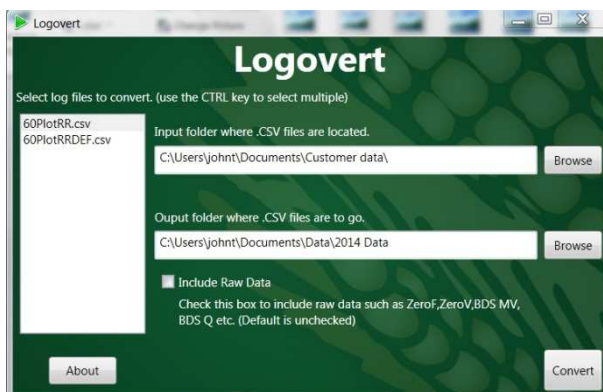 Logovert
Change Picture
Logovert
Select log files to convert. (use the CTRL key to select multiple)
60PlotRR.csv
60PlotRRDEF.csv
Input folder where .CSV files are located.
C:\Users\johnt\Documents\Customer data\
Browse
Ouput folder where .CSV files are to go.
C:\Users\johnt\Documents\Data\2014 Data
Browse
Include Raw Data
Check this box to include raw data such as ZeroF,ZeroV,BDS MV,
BDS Q etc. (Default is unchecked)
About
Convert